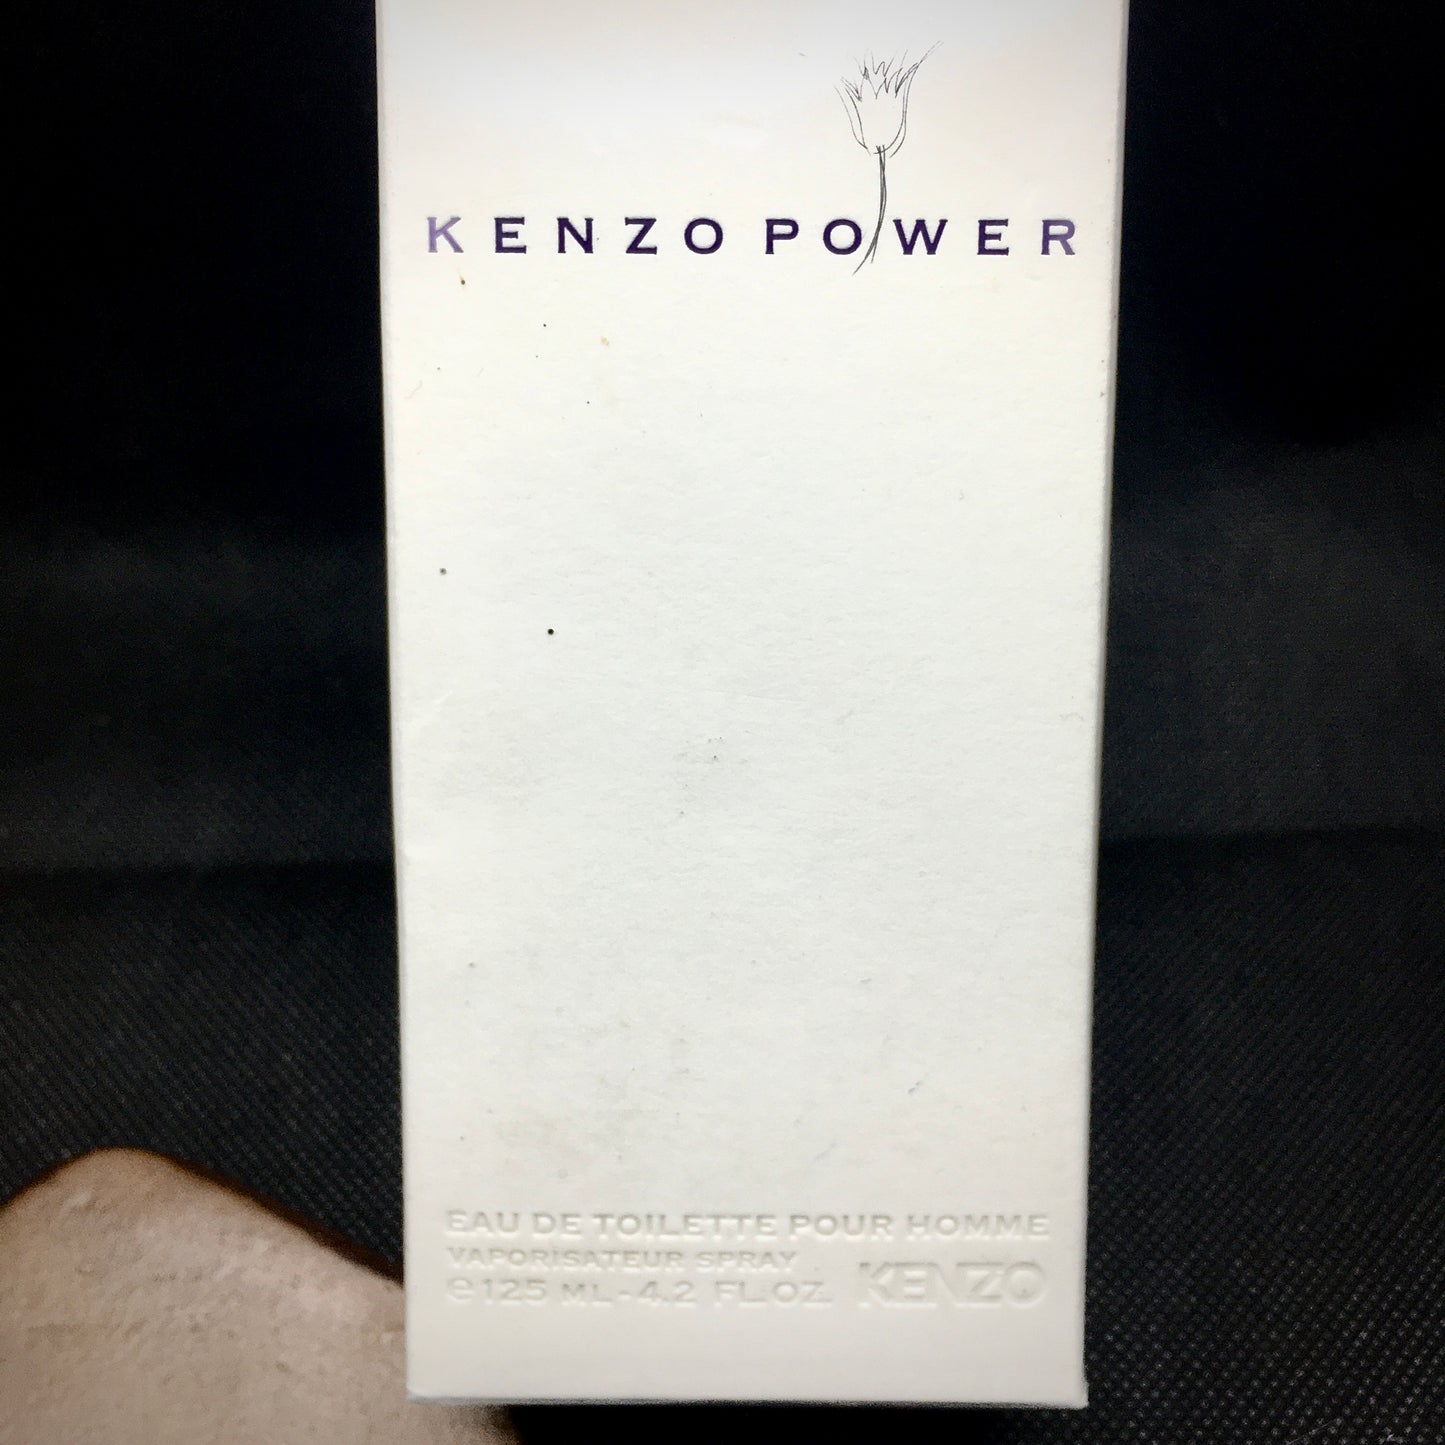 KENZO POWER
EAU DE TOILETTE POUR HOMME
VAPORISATEUR SPRAY
℮ 125 ML - 4.2 FL.OZ. KENZO